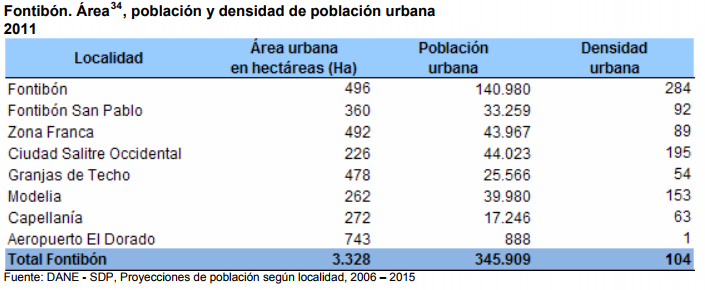 Fontibón. Área34, población y densidad de población urbana
2011
Localidad Área urbana en hectáreas (Ha) Población urbana Densidad urbana
Fontibón 496 140.980 284
Fontibón San Pablo 360 33.259 92
Zona Franca 492 43.967 89
Ciudad Salitre Occidental 226 44.023 195
Granjas de Techo 478 25.566 54
Modelia 262 39.980 153
Capellanía 272 17.246 63
Aeropuerto El Dorado 743 888 1
Total Fontibón 3.328 345.909 104
Fuente: DANE - SDP, Proyecciones de población según localidad, 2006 – 2015